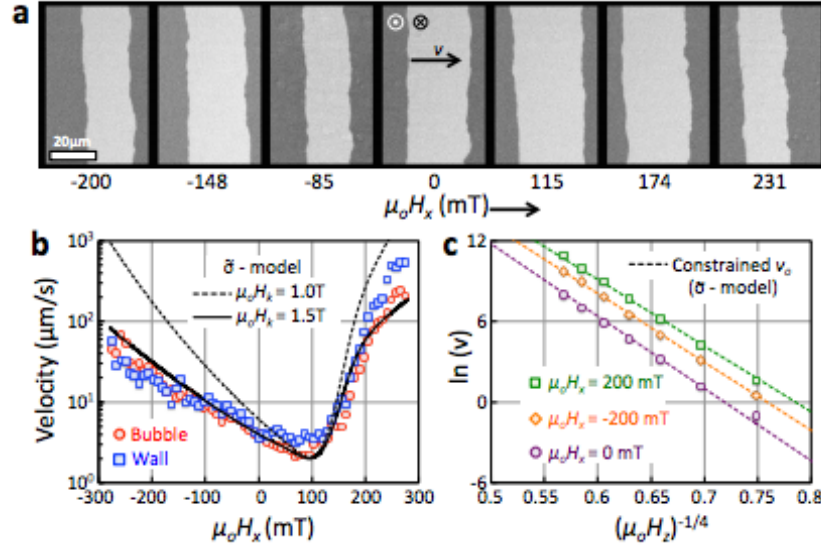 a
v
20μm
-200 -148 -85 0 115 174 231
μₒHₓ (mT)
b
Velocity (μm/s)
10³
10²
10¹
10⁰
σ̃ - model
μₒHₖ = 1.0T
μₒHₖ = 1.5T
Bubble
Wall
-300 -200 -100 0 100 200 300
μₒHₓ (mT)
c
ln (v)
12
6
0
-6
Constrained vₒ
(σ̃ - model)
μₒHₓ = 200 mT
μₒHₓ = -200 mT
μₒHₓ = 0 mT
0.5 0.55 0.6 0.65 0.7 0.75 0.8
(μₒH_z)⁻¹ᐟ⁴